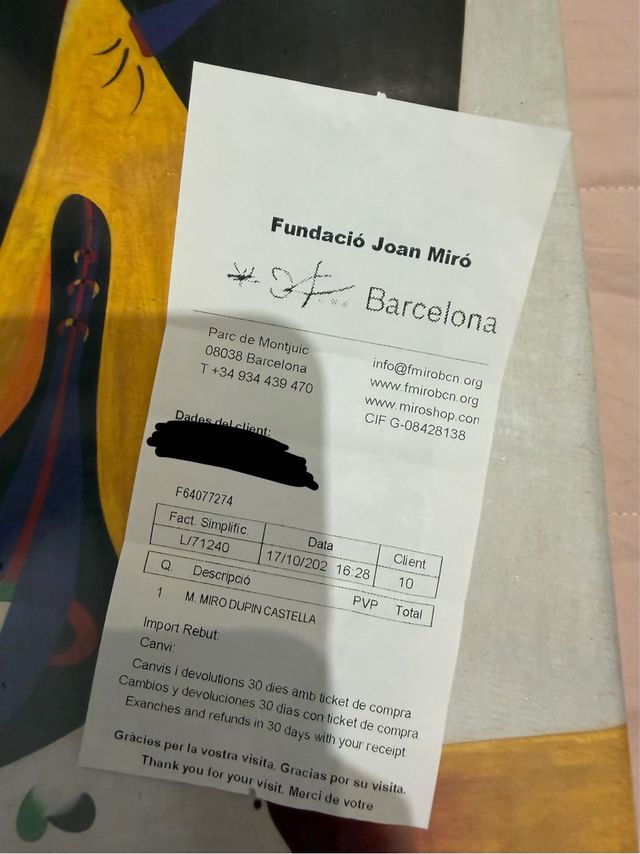 Fundació Joan Miró
Barcelona
Parc de Montjuic
08038 Barcelona
T +34 934 439 470
info@fmirobcn.org
www.fmirobcn.org
www.miroshop.con
CIF G-08428138
Dades del client:
F64077274
Fact. Simplific. Data Client
L/71240 17/10/202 16:28 10
Q. Descripció PVP Total
1 M. MIRO DUPIN CASTELLA
Import Rebut:
Canvi:
Canvis i devolutions 30 dies amb ticket de compra
Cambios y devoluciones 30 dias con ticket de compra
Exanches and refunds in 30 days with your receipt
Gràcies per la vostra visita. Gracias por su visita.
Thank you for your visit. Merci de votre